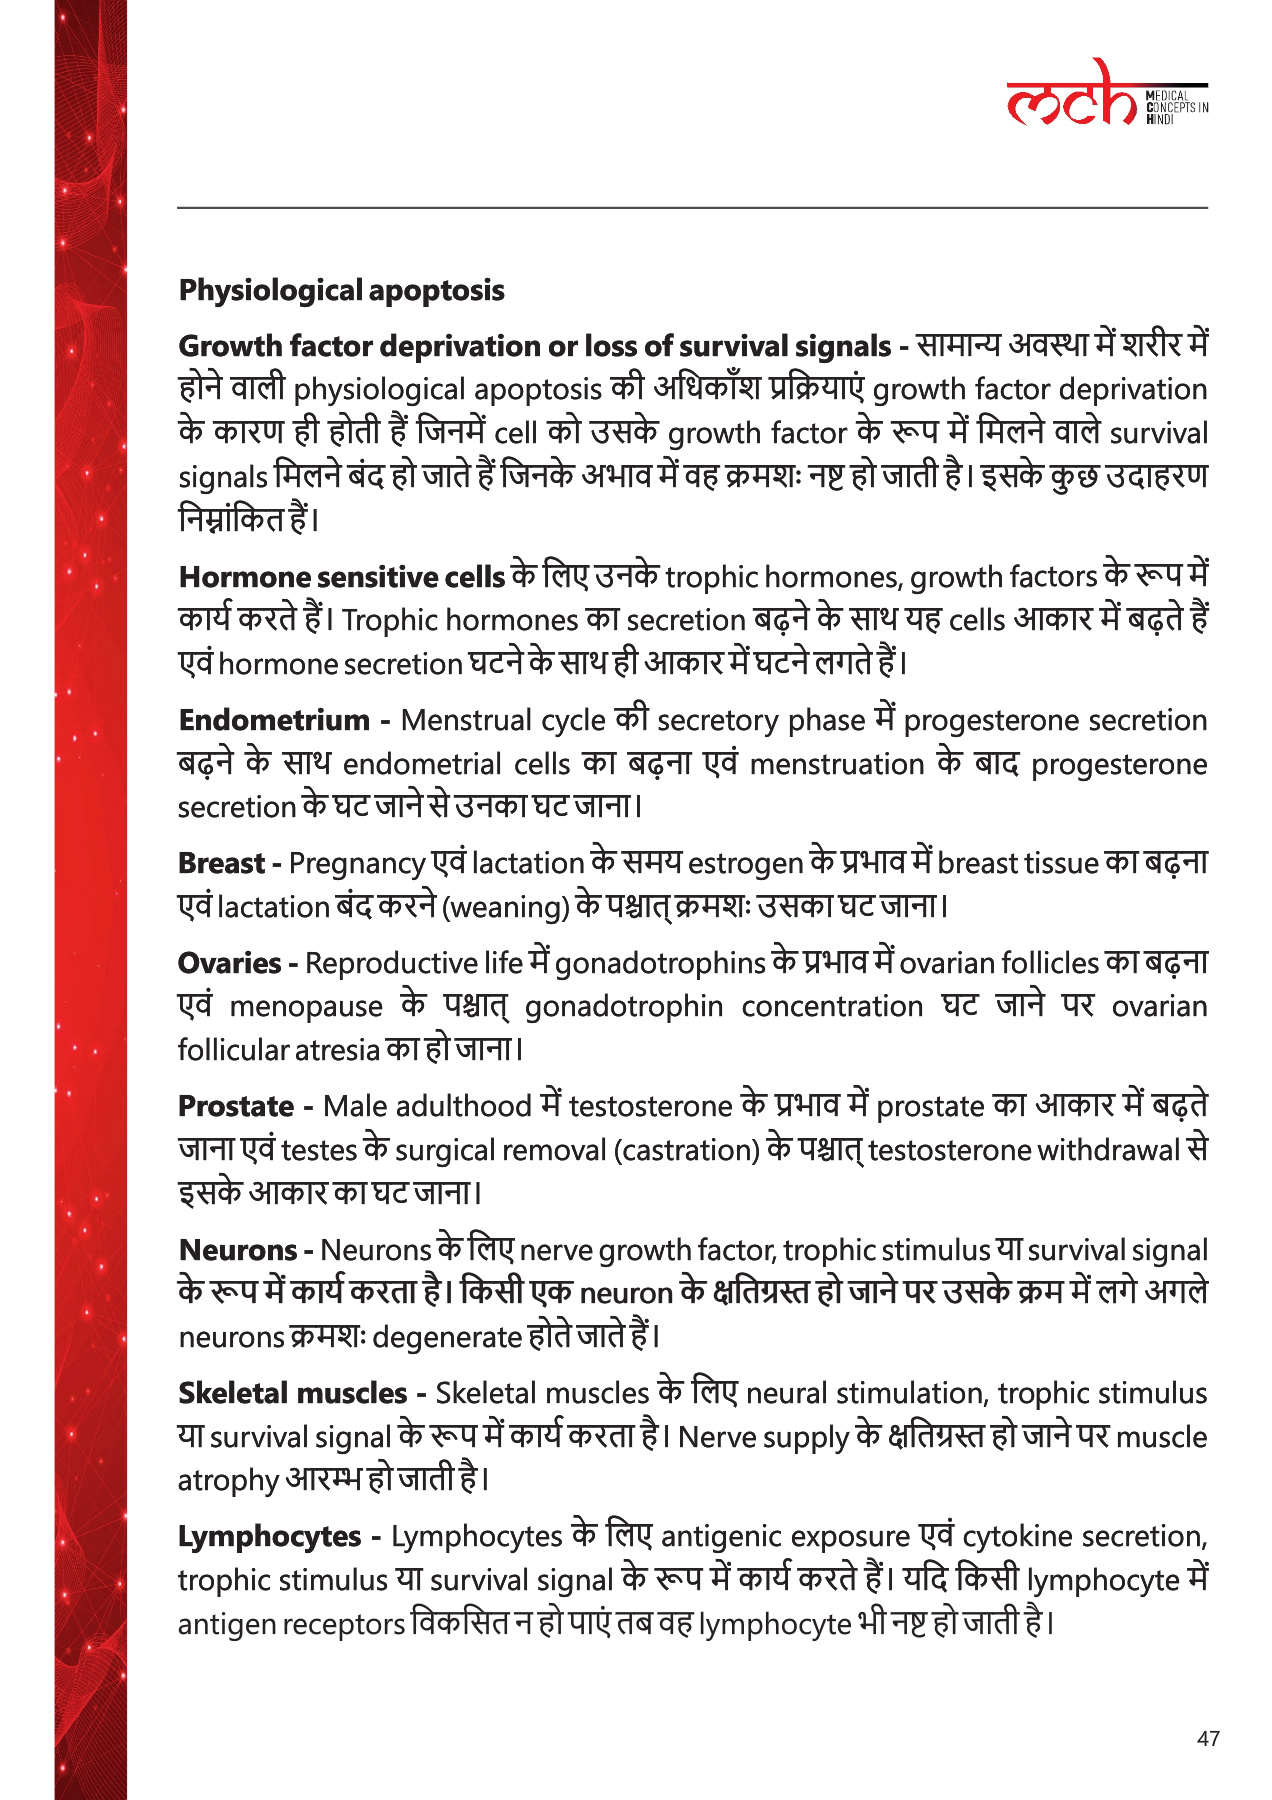 mch MEDICAL
CONCEPTS IN
HINDI
Physiological apoptosis
Growth factor deprivation or loss of survival signals - सामान्य अवस्था में शरीर में
होने वाली physiological apoptosis की अधिकाँश प्रक्रियाएं growth factor deprivation
के कारण ही होती हैं जिनमें cell को उसके growth factor के रूप में मिलने वाले survival
signals मिलने बंद हो जाते हैं जिनके अभाव में वह क्रमशः नष्ट हो जाती है। इसके कुछ उदाहरण
निम्नांकित हैं।
Hormone sensitive cells के लिए उनके trophic hormones, growth factors के रूप में
कार्य करते हैं। Trophic hormones का secretion बढ़ने के साथ यह cells आकार में बढ़ते हैं
एवं hormone secretion घटने के साथ ही आकार में घटने लगते हैं।
Endometrium - Menstrual cycle की secretory phase में progesterone secretion
बढ़ने के साथ endometrial cells का बढ़ना एवं menstruation के बाद progesterone
secretion के घट जाने से उनका घट जाना।
Breast - Pregnancy एवं lactation के समय estrogen के प्रभाव में breast tissue का बढ़ना
एवं lactation बंद करने (weaning) के पश्चात् क्रमशः उसका घट जाना।
Ovaries - Reproductive life में gonadotrophins के प्रभाव में ovarian follicles का बढ़ना
एवं menopause के पश्चात् gonadotrophin concentration घट जाने पर ovarian
follicular atresia का हो जाना।
Prostate - Male adulthood में testosterone के प्रभाव में prostate का आकार में बढ़ते
जाना एवं testes के surgical removal (castration) के पश्चात् testosterone withdrawal से
इसके आकार का घट जाना।
Neurons - Neurons के लिए nerve growth factor, trophic stimulus या survival signal
के रूप में कार्य करता है। किसी एक neuron के क्षतिग्रस्त हो जाने पर उसके क्रम में लगे अगले
neurons क्रमशः degenerate होते जाते हैं।
Skeletal muscles - Skeletal muscles के लिए neural stimulation, trophic stimulus
या survival signal के रूप में कार्य करता है। Nerve supply के क्षतिग्रस्त हो जाने पर muscle
atrophy आरम्भ हो जाती है।
Lymphocytes - Lymphocytes के लिए antigenic exposure एवं cytokine secretion,
trophic stimulus या survival signal के रूप में कार्य करते हैं। यदि किसी lymphocyte में
antigen receptors विकसित न हो पाएं तब वह lymphocyte भी नष्ट हो जाती है।
47